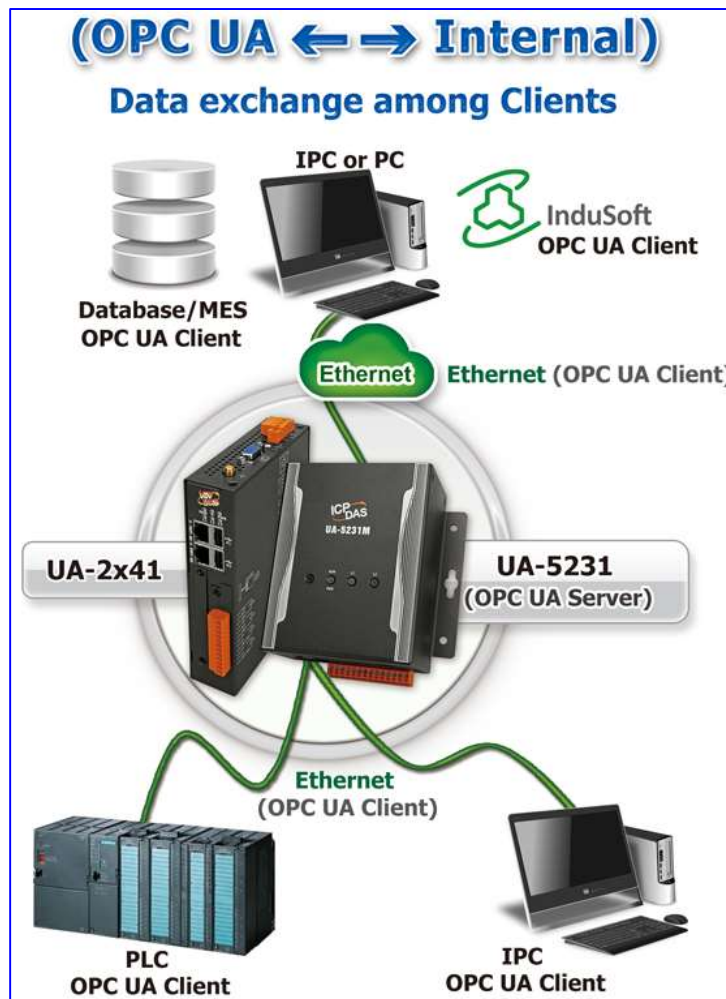 (OPC UA ←→ Internal)
Data exchange among Clients
IPC or PC
InduSoft
OPC UA Client
Database/MES
OPC UA Client
Ethernet
Ethernet (OPC UA Client)
ICP DAS
UA-5231M
UA-2x41
UA-5231
(OPC UA Server)
Ethernet
(OPC UA Client)
PLC
OPC UA Client
IPC
OPC UA Client